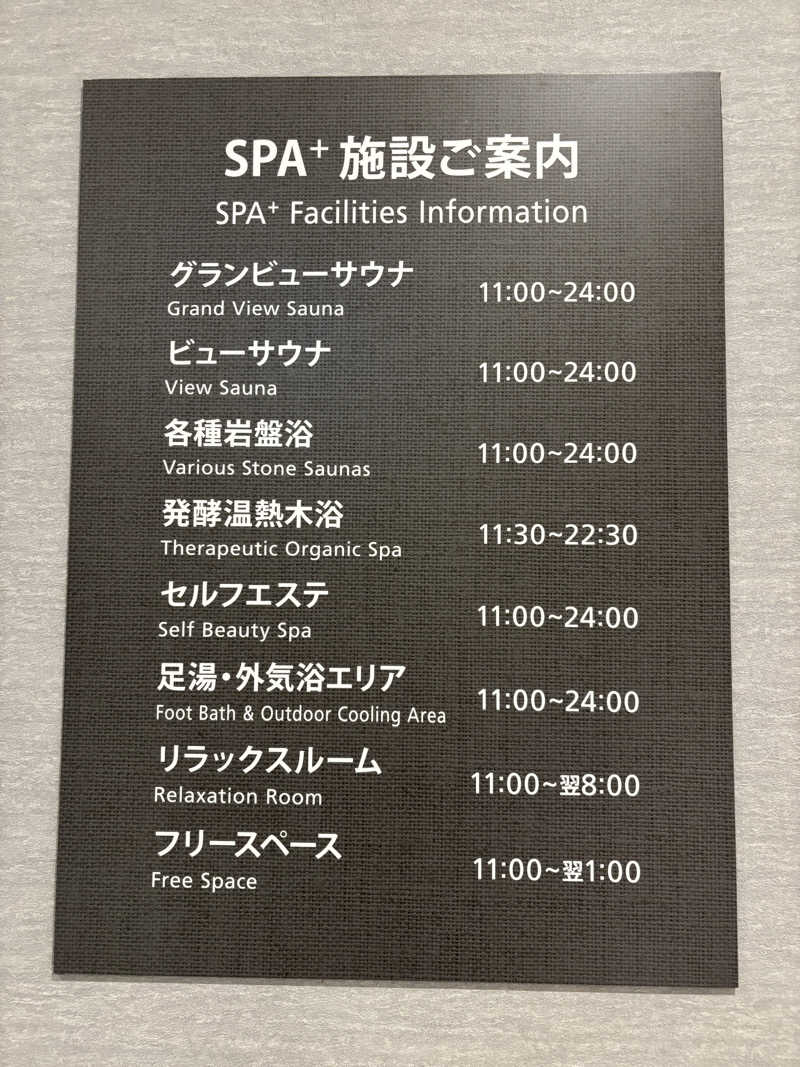 SPA⁺ 施設ご案内
SPA⁺ Facilities Information
グランビューサウナ
Grand View Sauna
11:00~24:00
ビューサウナ
View Sauna
11:00~24:00
各種岩盤浴
Various Stone Saunas
11:00~24:00
発酵温熱木浴
Therapeutic Organic Spa
11:30~22:30
セルフエステ
Self Beauty Spa
11:00~24:00
足湯・外気浴エリア
Foot Bath & Outdoor Cooling Area
11:00~24:00
リラックスルーム
Relaxation Room
11:00~翌8:00
フリースペース
Free Space
11:00~翌1:00